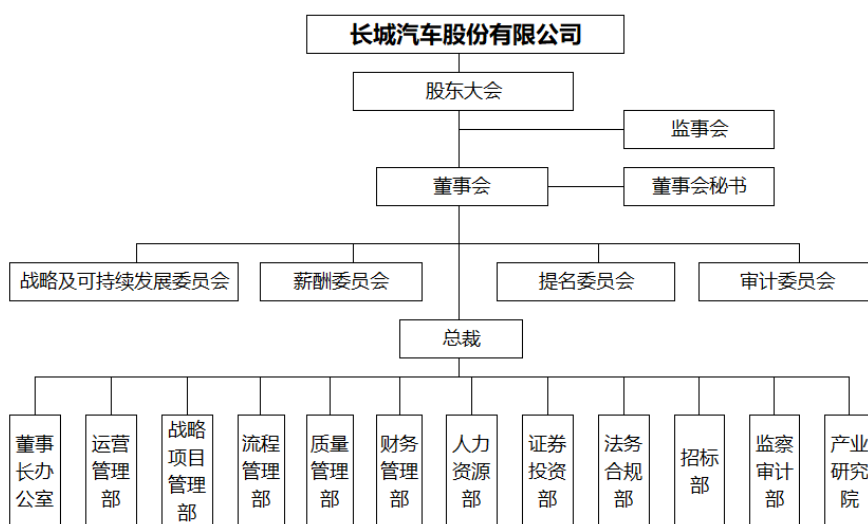 长城汽车股份有限公司
股东大会
监事会
董事会
董事会秘书
战略及可持续发展委员会
薪酬委员会
提名委员会
审计委员会
总裁
董事
长办
公室
运营
管理
部
战略
项目
管理
部
流程
管理
部
质量
管理
部
财务
管理
部
人力
资源
部
证券
投资
部
法务
合规
部
招标
部
监察
审计
部
产业
研究
院